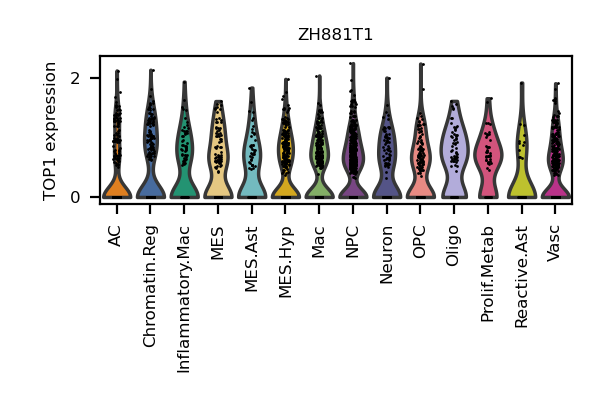 ZH881T1
TOP1 expression
2
0
AC
Chromatin.Reg
Inflammatory.Mac
MES
MES.Ast
MES.Hyp
Mac
NPC
Neuron
OPC
Oligo
Prolif.Metab
Reactive.Ast
Vasc